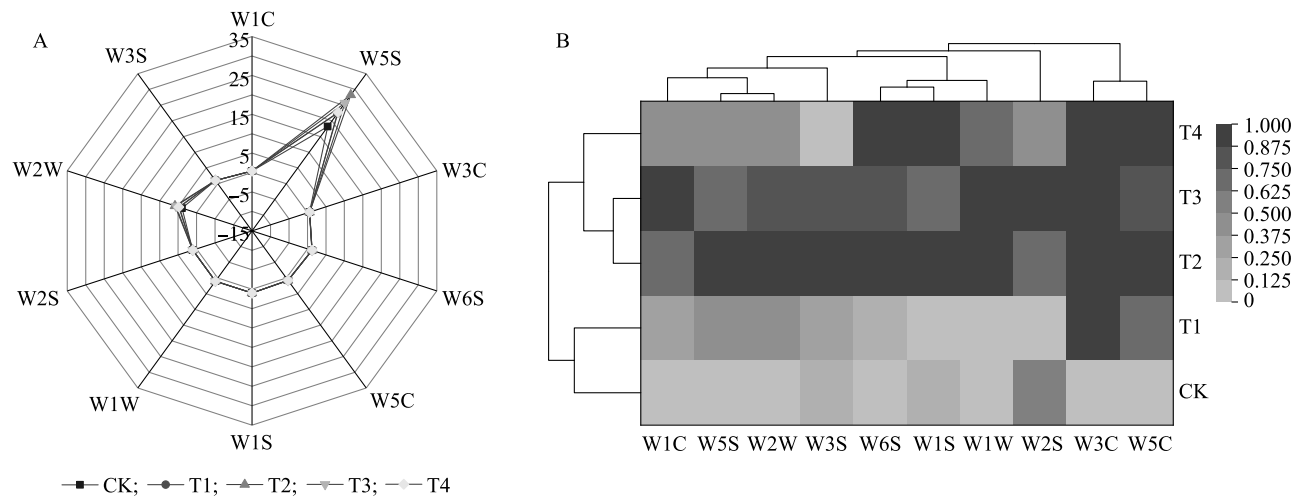 A
W1C
W3S
W5S
W2W
W3C
W2S
W6S
W1W
W5C
W1S
35
25
15
5
−5
−15
CK; T1; T2; T3; T4
B
T4
T3
T2
T1
CK
W1C W5S W2W W3S W6S W1S W1W W2S W3C W5C
1.000
0.875
0.750
0.625
0.500
0.375
0.250
0.125
0